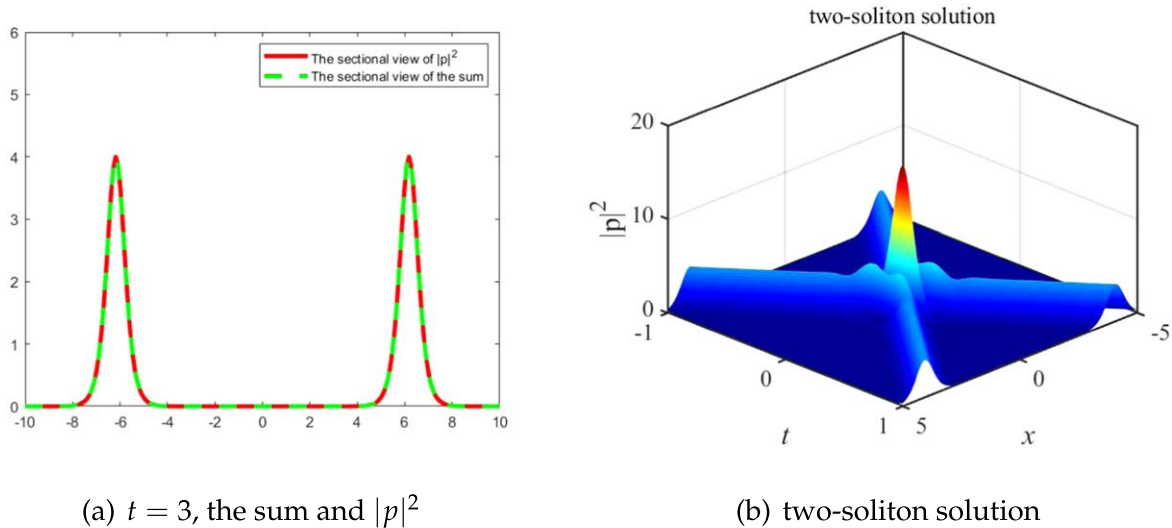 6
5
4
3
2
1
0
-10 -8 -6 -4 -2 0 2 4 6 8 10
The sectional view of |p|²
The sectional view of the sum
(a) t = 3, the sum and |p|²
two-soliton solution
20
10
0
|p|²
-1 0 1
t
5 0 -5
x
(b) two-soliton solution